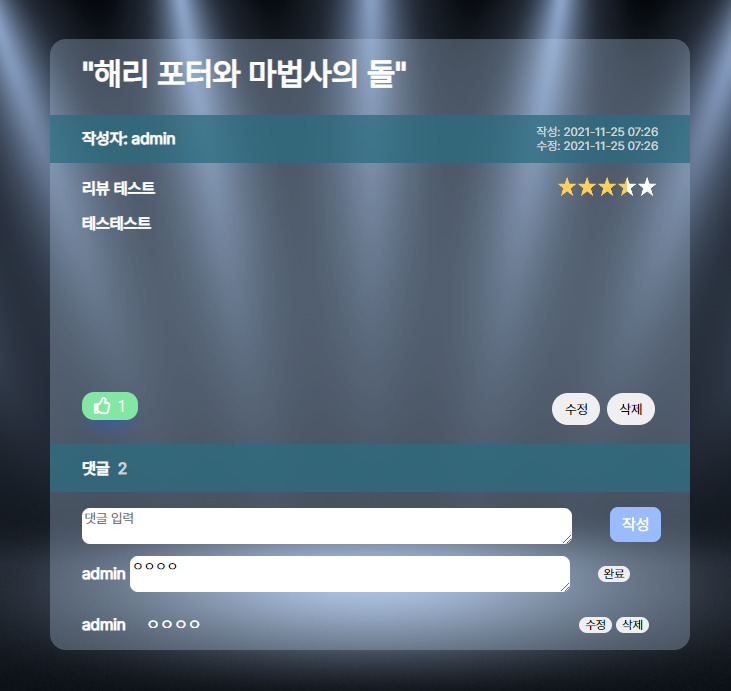 "해리 포터와 마법사의 돌"
작성자: admin
작성: 2021-11-25 07:26
수정: 2021-11-25 07:26
리뷰 테스트
테스테스트
1
수정 삭제
댓글 2
댓글 입력
작성
admin ㅇㅇㅇㅇ 완료
admin ㅇㅇㅇㅇ 수정 삭제